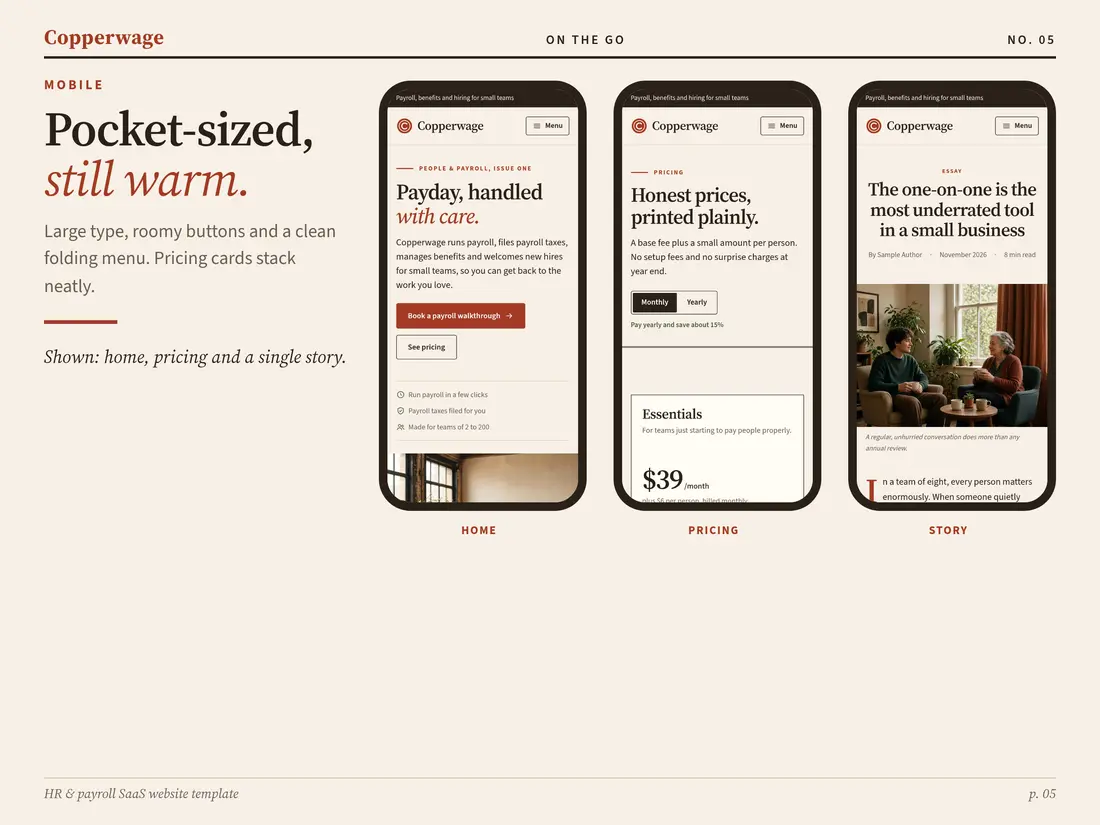 Copperwage
ON THE GO
NO. 05
MOBILE
Pocket-sized,
still warm.
Large type, roomy buttons and a clean
folding menu. Pricing cards stack
neatly.
Shown: home, pricing and a single story.
Payroll, benefits and hiring for small teams
Copperwage
Menu
PEOPLE & PAYROLL, ISSUE ONE
Payday, handled
with care.
Copperwage runs payroll, files payroll taxes,
manages benefits and welcomes new hires
for small teams, so you can get back to the
work you love.
Book a payroll walkthrough →
See pricing
Run payroll in a few clicks
Payroll taxes filed for you
Made for teams of 2 to 200
HOME
Payroll, benefits and hiring for small teams
Copperwage
Menu
PRICING
Honest prices,
printed plainly.
A base fee plus a small amount per person.
No setup fees and no surprise charges at
year end.
Monthly
Yearly
Pay yearly and save about 15%
Essentials
For teams just starting to pay people properly.
$39/month
plus $6 per person, billed monthly
PRICING
Payroll, benefits and hiring for small teams
Copperwage
Menu
ESSAY
The one-on-one is the
most underrated tool
in a small business
By Sample Author · November 2026 · 8 min read
A regular, unhurried conversation does more than any
annual review.
In a team of eight, every person matters
enormously. When someone quietly
STORY
HR & payroll SaaS website template
p. 05